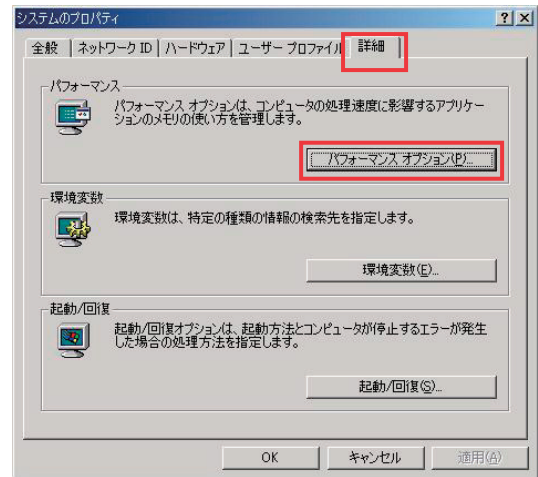 システムのプロパティ
全般 ネットワーク ID ハードウェア ユーザー プロファイル 詳細
パフォーマンス
パフォーマンス オプションは、コンピュータの処理速度に影響するアプリケー
ションのメモリの使い方を管理します。
パフォーマンス オプション(P)...
環境変数
環境変数は、特定の種類の情報の検索先を指定します。
環境変数(E)...
起動/回復
起動/回復オプションは、起動方法とコンピュータが停止するエラーが発生
した場合の処理方法を指定します。
起動/回復(S)...
OK キャンセル 適用(A)